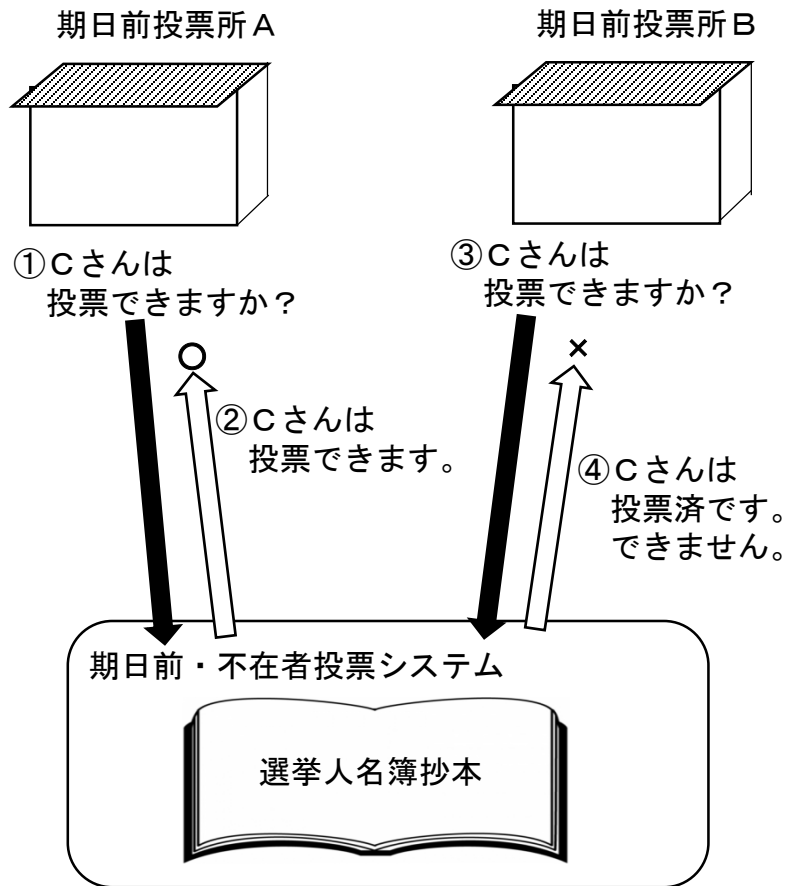 期日前投票所Ａ
期日前投票所Ｂ
①Ｃさんは
投票できますか？
③Ｃさんは
投票できますか？
○
×
②Ｃさんは
投票できます。
④Ｃさんは
投票済です。
できません。
期日前・不在者投票システム
選挙人名簿抄本